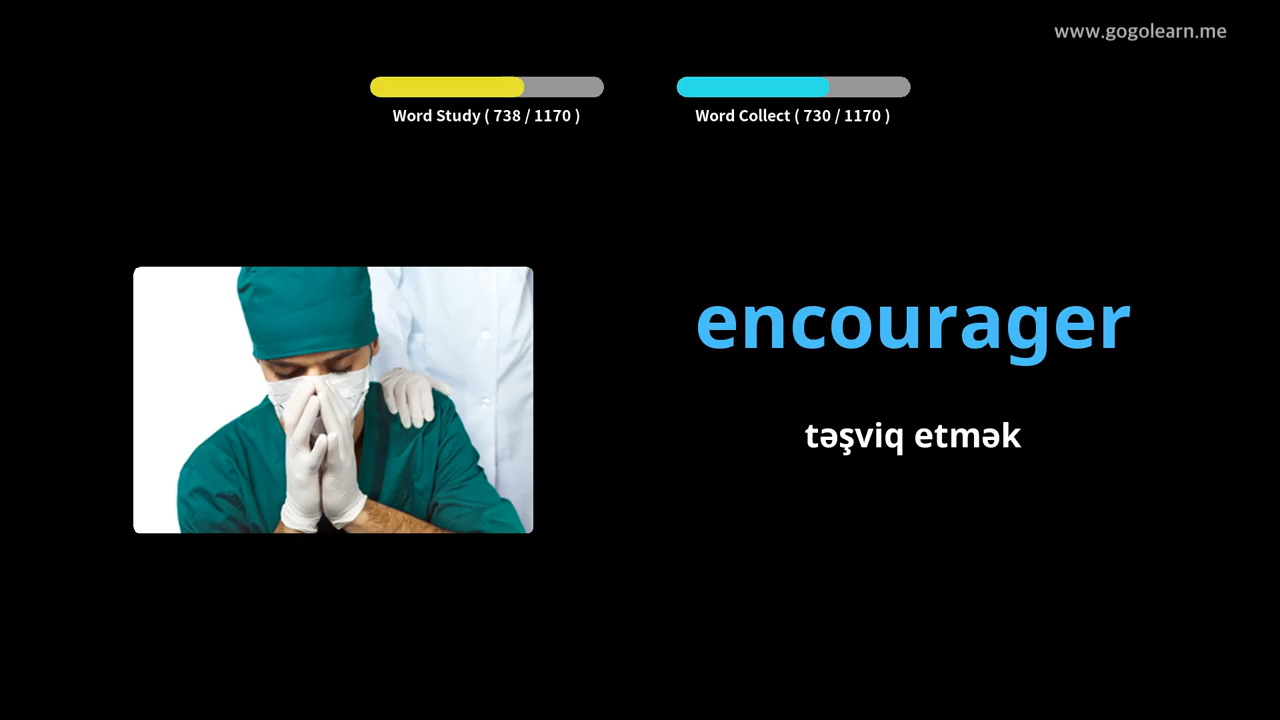 www.gogolearn.me
Word Study ( 738 / 1170 )
Word Collect ( 730 / 1170 )
encourager
təşviq etmək